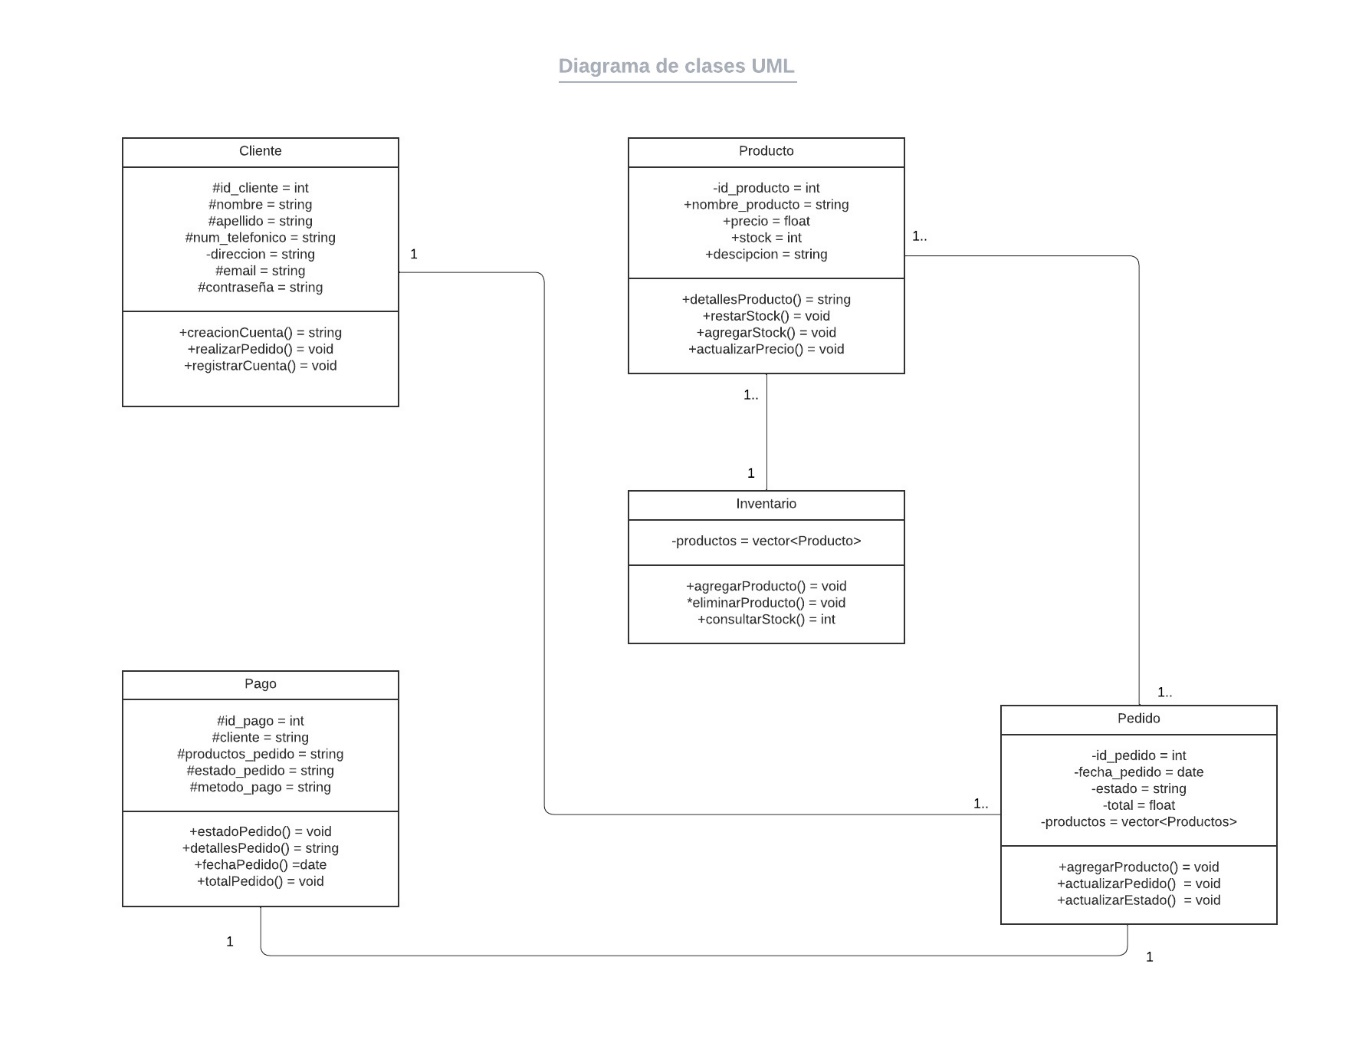 Diagrama de clases UML
Cliente
#id_cliente = int
#nombre = string
#apellido = string
#num_telefonico = string
-direccion = string
#email = string
#contraseña = string
+creacionCuenta() = string
+realizarPedido() = void
+registrarCuenta() = void
1
Producto
-id_producto = int
+nombre_producto = string
+precio = float
+stock = int
+descipcion = string
+detallesProducto() = string
+restarStock() = void
+agregarStock() = void
+actualizarPrecio() = void
1..
1..
1
Inventario
-productos = vector<Producto>
+agregarProducto() = void
*eliminarProducto() = void
+consultarStock() = int
Pago
#id_pago = int
#cliente = string
#productos_pedido = string
#estado_pedido = string
#metodo_pago = string
+estadoPedido() = void
+detallesPedido() = string
+fechaPedido() =date
+totalPedido() = void
1
1..
1..
Pedido
-id_pedido = int
-fecha_pedido = date
-estado = string
-total = float
-productos = vector<Productos>
+agregarProducto() = void
+actualizarPedido()  = void
+actualizarEstado()  = void
1